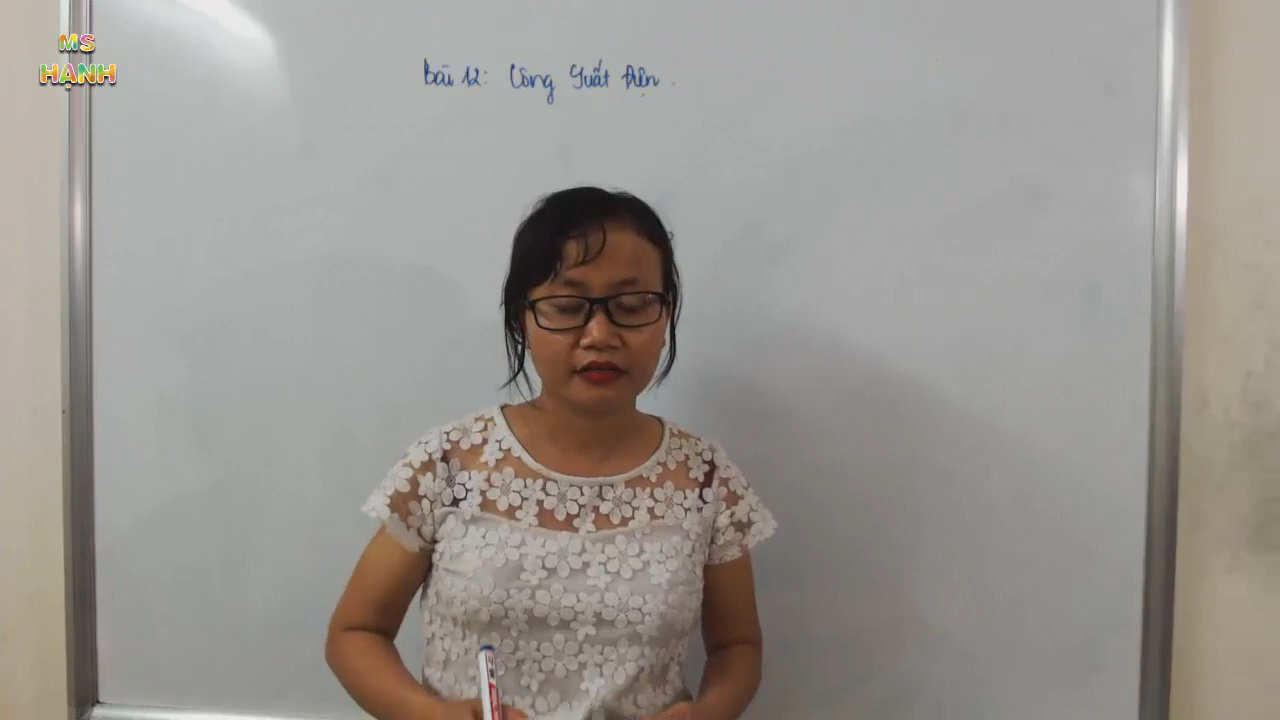 MS
HẠNH
Bài 12: Công suất điện.